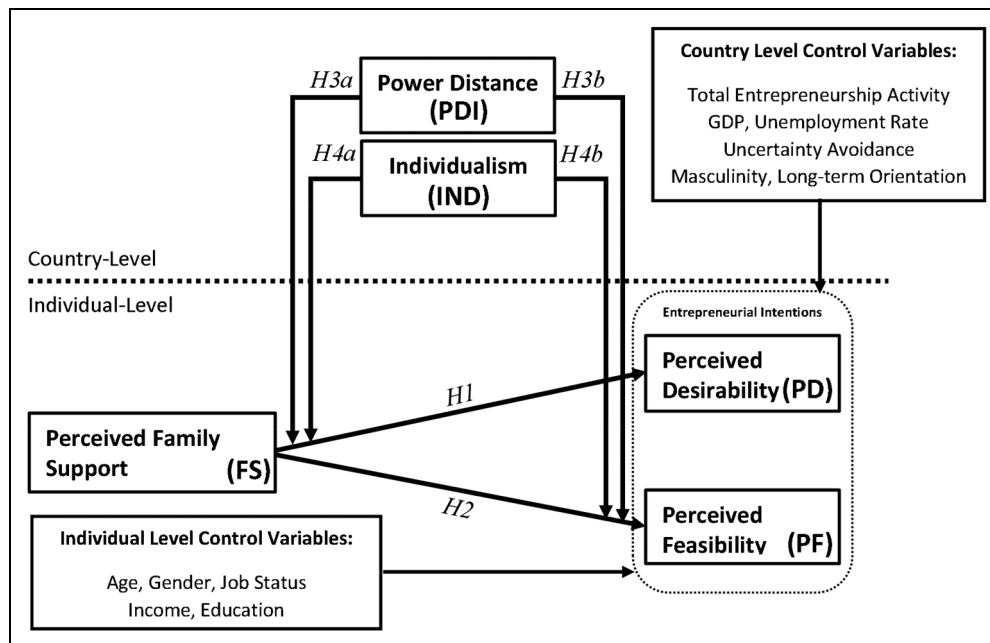 Country Level Control Variables:
Total Entrepreneurship Activity
GDP, Unemployment Rate
Uncertainty Avoidance
Masculinity, Long-term Orientation
H3a
Power Distance
(PDI)
H3b
H4a
Individualism
(IND)
H4b
Country-Level
Individual-Level
Entrepreneurial Intentions
Perceived
Desirability (PD)
H1
Perceived Family
Support (FS)
H2
Perceived
Feasibility (PF)
Individual Level Control Variables:
Age, Gender, Job Status
Income, Education